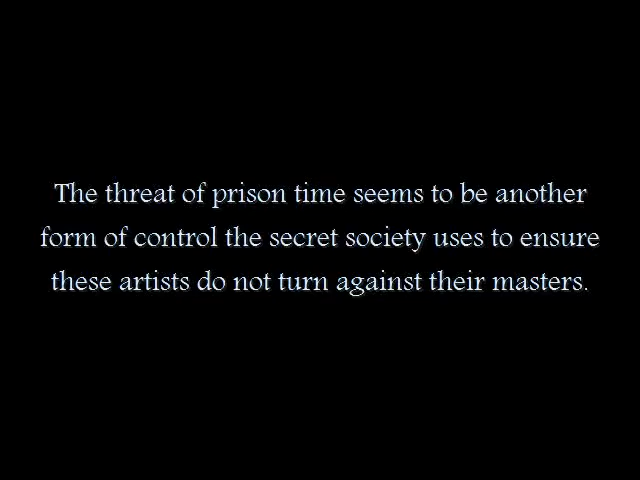 The threat of prison time seems to be another
form of control the secret society uses to ensure
these artists do not turn against their masters.